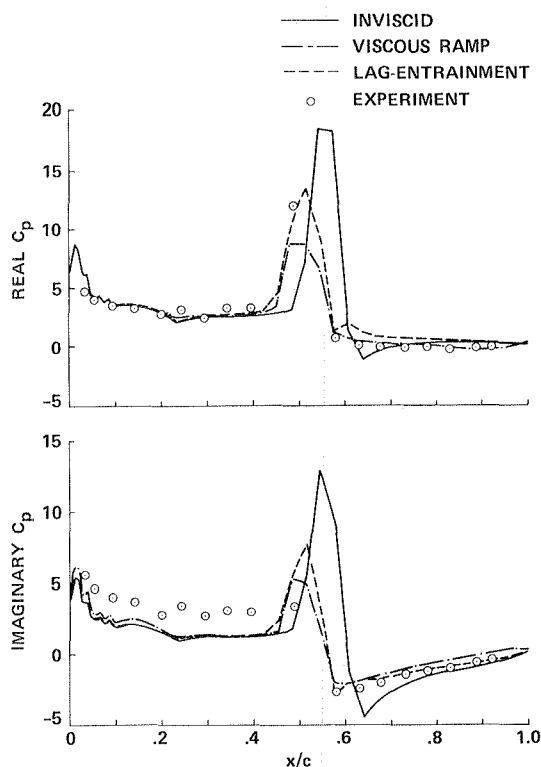 INVISCID
VISCOUS RAMP
LAG-ENTRAINMENT
EXPERIMENT
20
15
10
5
0
−5
REAL Cp
15
10
5
0
−5
IMAGINARY Cp
0 .2 .4 .6 .8 1.0
x/c